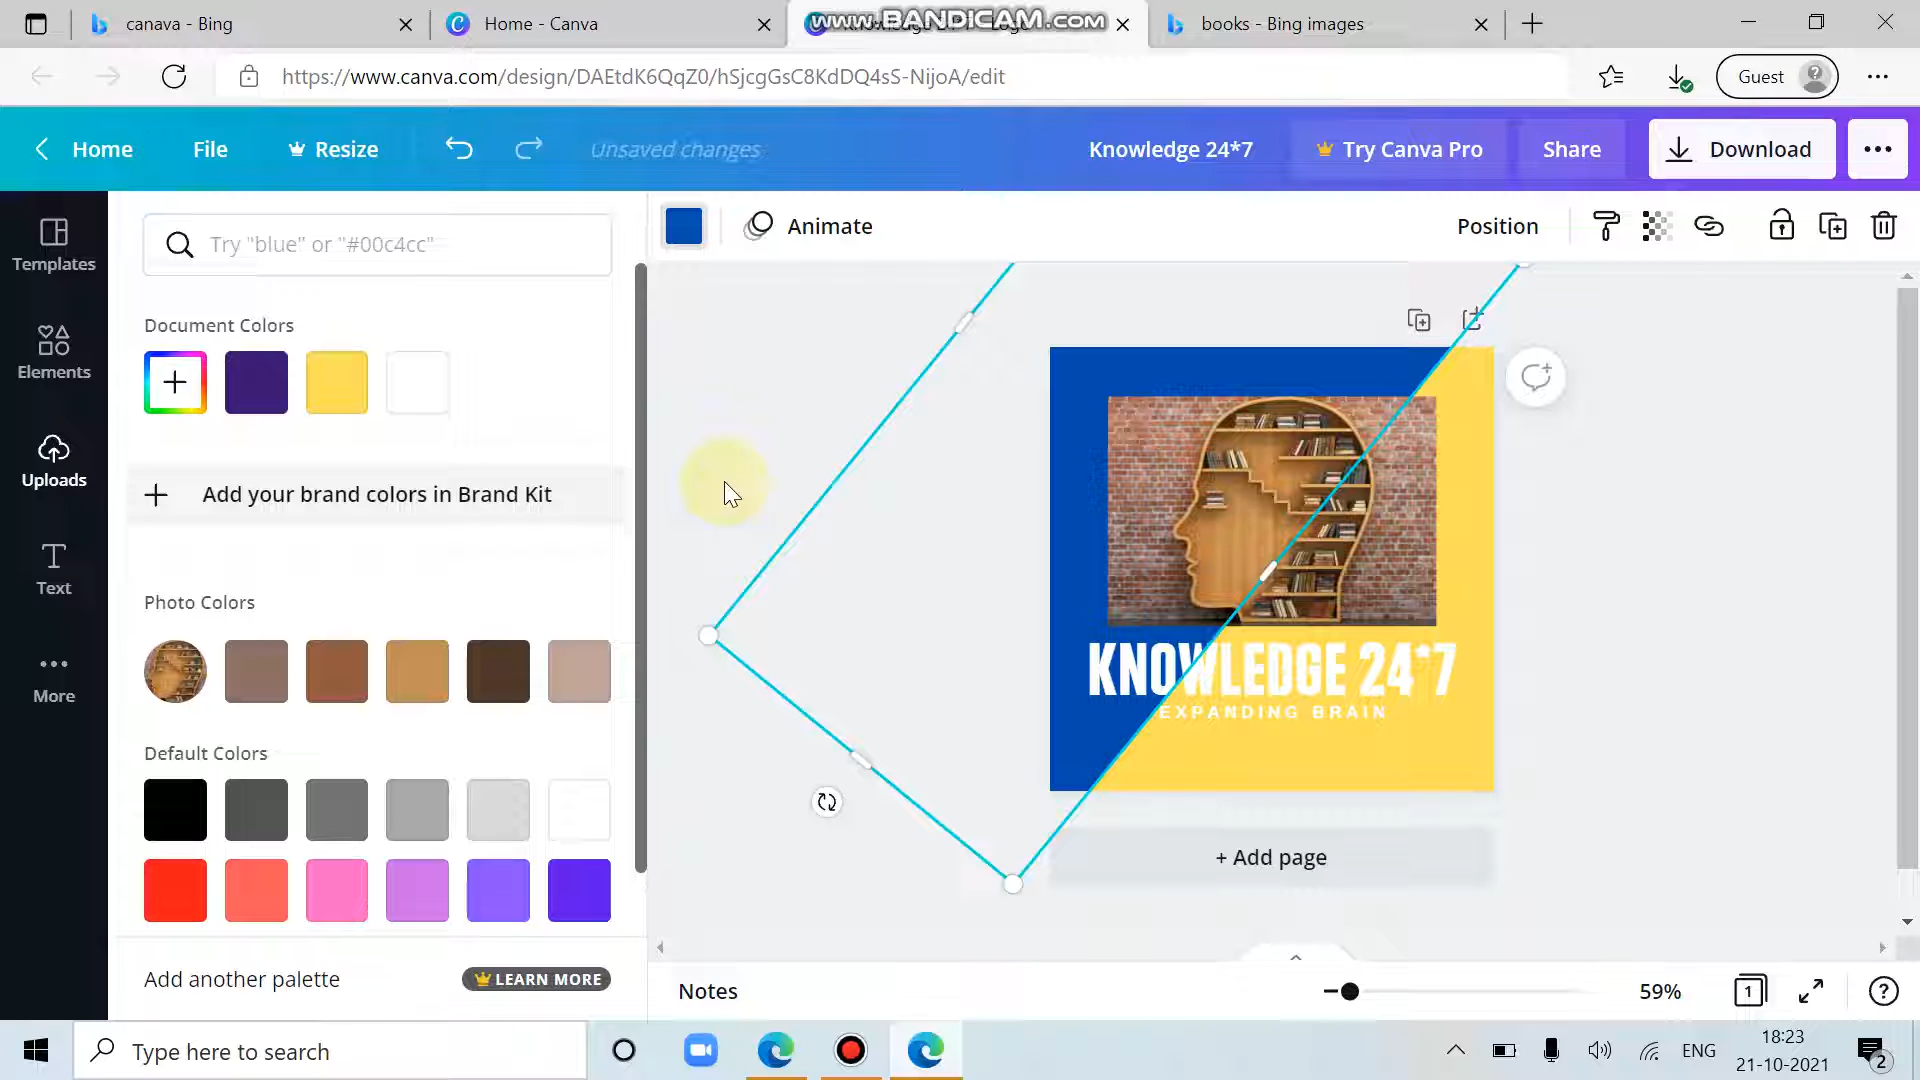 canava - Bing
Home - Canva
www.BANDICAM.com
books - Bing images
https://www.canva.com/design/DAEtdK6QqZ0/hSjcgGsC8KdDQ4sS-NijoA/edit
Guest
Home
File
Resize
Unsaved changes
Knowledge 24*7
Try Canva Pro
Share
Download
Templates
Elements
Uploads
Text
More
Try "blue" or "#00c4cc"
Animate
Position
Document Colors
Add your brand colors in Brand Kit
Photo Colors
Default Colors
Add another palette
LEARN MORE
KNOWLEDGE 24*7
EXPANDING BRAIN
+ Add page
Notes
59%
1
Type here to search
ENG
18:23
21-10-2021
2